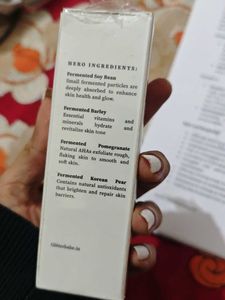 HERO INGREDIENTS:
Fermented Soy Bean
Small fermented particles are
deeply absorbed to enhance
skin health and glow.
Fermented Barley
Essential vitamins and
minerals hydrate and
revitalize skin tone
Fermented Pomegranate
Natural AHAs exfoliate rough,
flaking skin to smooth and
soft skin.
Fermented Korean Pear
Contains natural antioxidants
that brighten and repair skin
barriers.